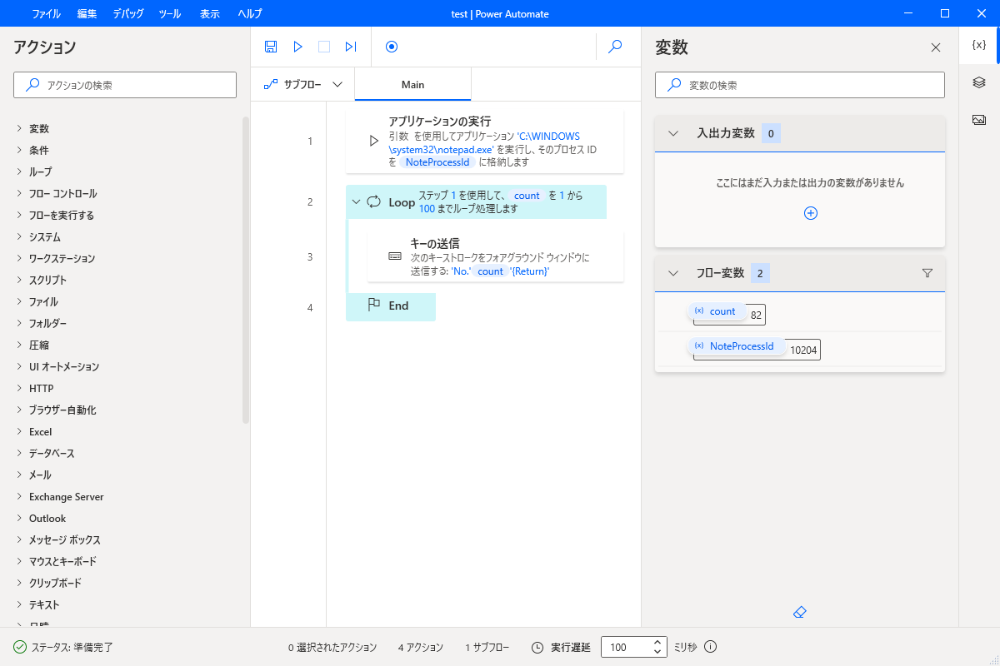 ファイル 編集 デバッグ ツール 表示 ヘルプ test | Power Automate
アクション
アクションの検索
変数
条件
ループ
フロー コントロール
フローを実行する
システム
ワークステーション
スクリプト
ファイル
フォルダー
圧縮
UI オートメーション
HTTP
ブラウザー自動化
Excel
データベース
メール
Exchange Server
Outlook
メッセージ ボックス
マウスとキーボード
クリップボード
テキスト
日時
サブフロー Main
1
アプリケーションの実行
引数 を使用してアプリケーション 'C:\WINDOWS
\system32\notepad.exe' を実行し、そのプロセス ID
を NoteProcessId に格納します
2
Loop ステップ 1 を使用して、 count を 1 から
100 までループ処理します
3
キーの送信
次のキーストロークをフォアグラウンド ウィンドウに
送信する: 'No.' count '{Return}'
4
End
変数
{x}
変数の検索
入出力変数 0
ここにはまだ入力または出力の変数がありません
フロー変数 2
(x) count 82
(x) NoteProcessId 10204
ステータス: 準備完了 0 選択されたアクション 4 アクション 1 サブフロー 実行遅延 100 ミリ秒